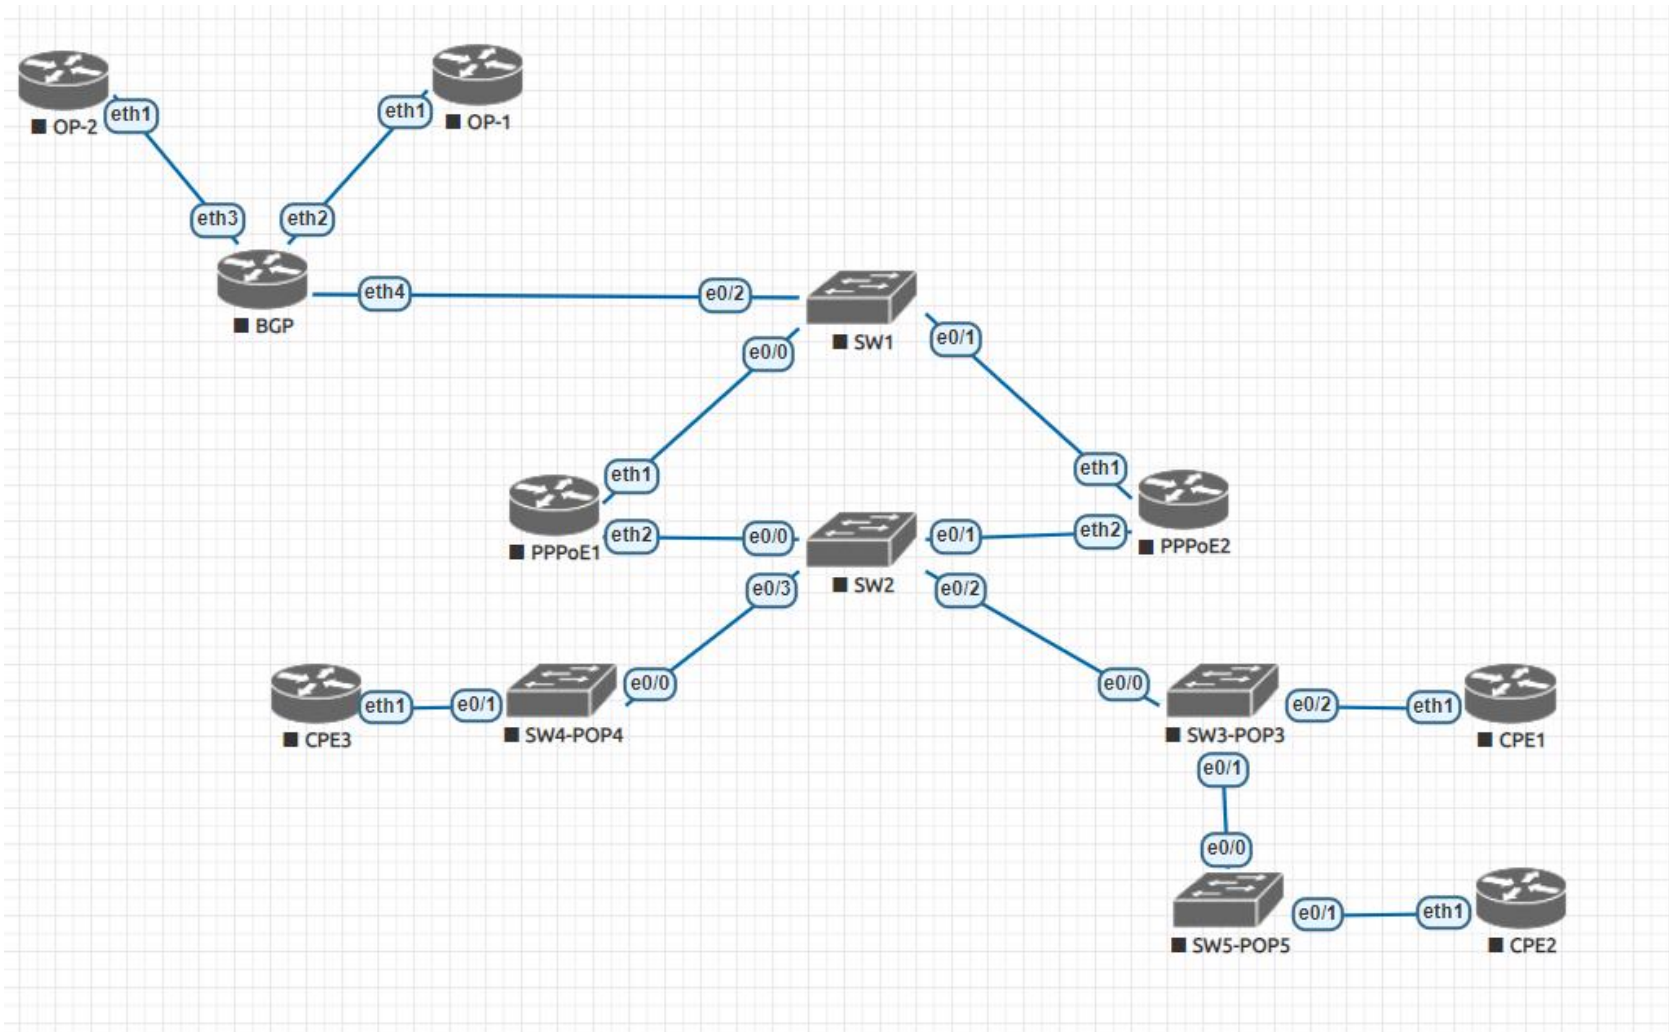 OP-2
eth1
eth1
OP-1
eth3
eth2
BGP
eth4
e0/2
SW1
e0/0
e0/1
eth1
eth1
PPPoE1
eth2
e0/0
SW2
e0/1
eth2
PPPoE2
e0/3
e0/2
CPE3
eth1
e0/1
SW4-POP4
e0/0
e0/0
SW3-POP3
e0/2
eth1
CPE1
e0/1
e0/0
SW5-POP5
e0/1
eth1
CPE2